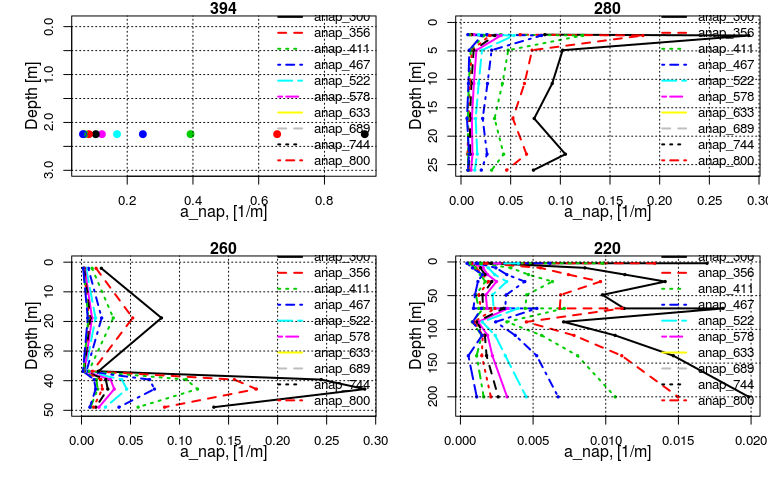 394
Depth [m]
0.0
1.0
2.0
3.0
anap_300
anap_356
anap_411
anap_467
anap_522
anap_578
anap_633
anap_689
anap_744
anap_800
0.2 0.4 0.6 0.8
a_nap, [1/m]
280
Depth [m]
0
5
10
15
20
25
anap_300
anap_356
anap_411
anap_467
anap_522
anap_578
anap_633
anap_689
anap_744
anap_800
0.00 0.05 0.10 0.15 0.20 0.25 0.30
a_nap, [1/m]
260
Depth [m]
0
10
20
30
40
50
anap_300
anap_356
anap_411
anap_467
anap_522
anap_578
anap_633
anap_689
anap_744
anap_800
0.00 0.05 0.10 0.15 0.20 0.25 0.30
a_nap, [1/m]
220
Depth [m]
0
50
100
150
200
anap_300
anap_356
anap_411
anap_467
anap_522
anap_578
anap_633
anap_689
anap_744
anap_800
0.000 0.005 0.010 0.015 0.020
a_nap, [1/m]